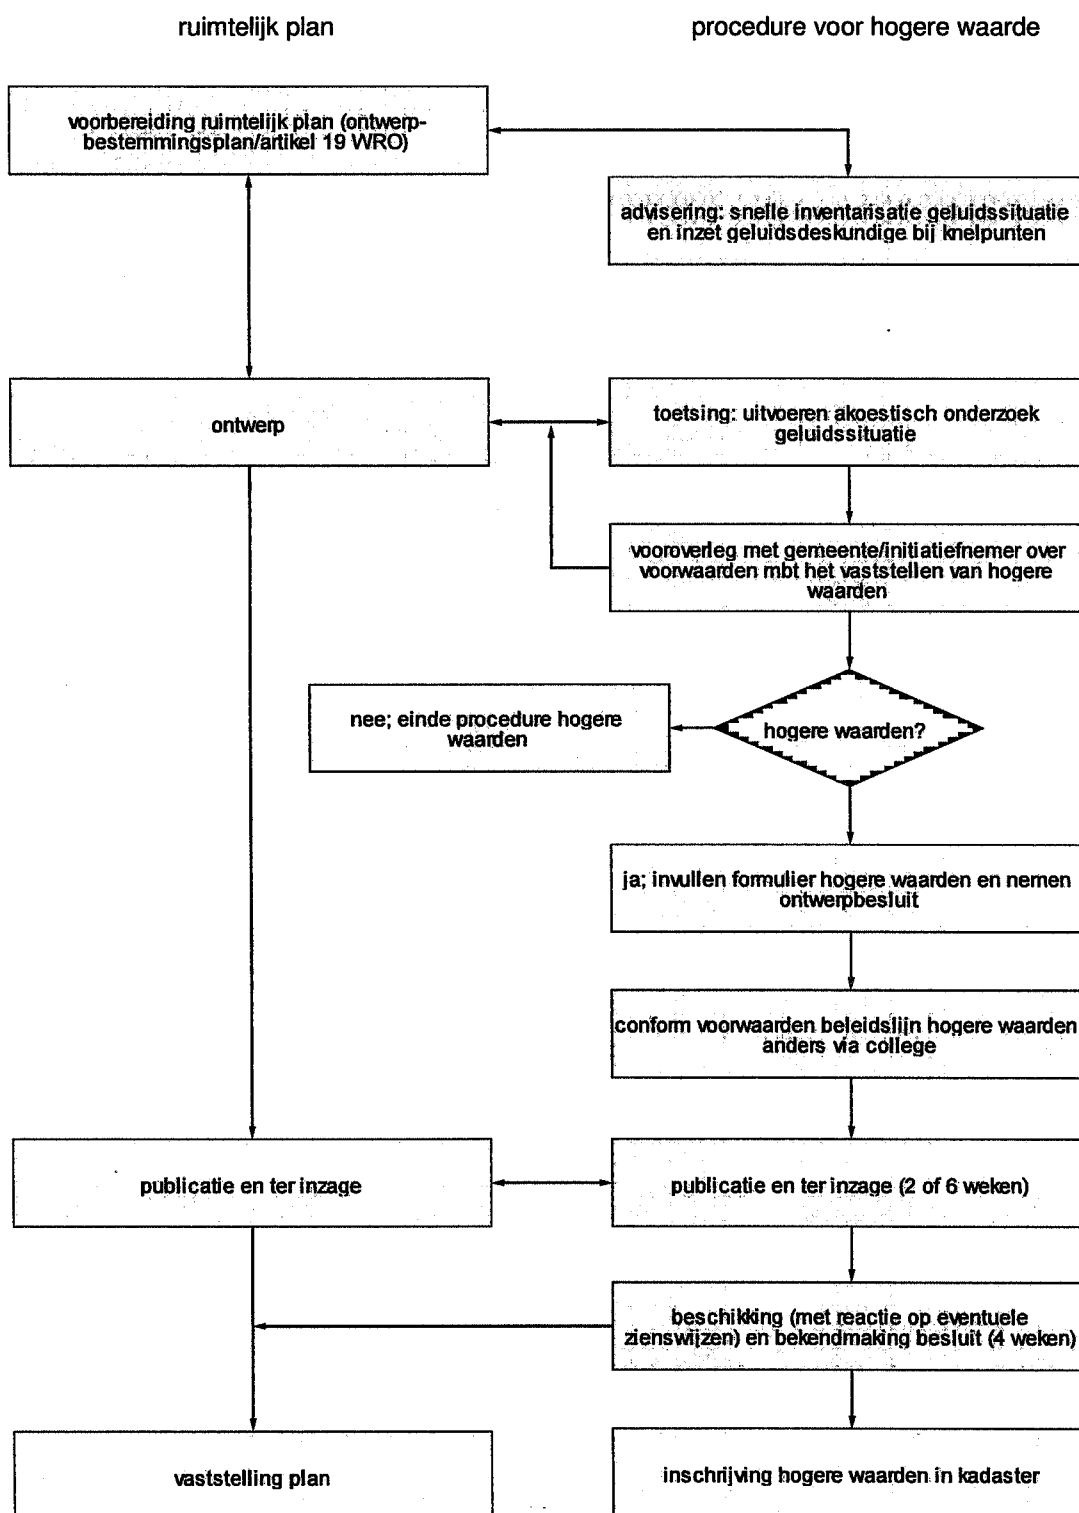 ruimtelijk plan
procedure voor hogere waarde
voorbereiding ruimtelijk plan (ontwerp-
bestemmingsplan/artikel 19 WRO)
advisering: snelle inventarisatie geluidssituatie
en inzet geluidsdeskundige bij knelpunten
ontwerp
toetsing: uitvoeren akoestisch onderzoek
geluidssituatie
vooroverleg met gemeente/initiatiefnemer over
voorwaarden mbt het vaststellen van hogere
waarden
nee; einde procedure hogere
waarden
hogere waarden?
ja; invullen formulier hogere waarden en nemen
ontwerpbesluit
conform voorwaarden beleidslijn hogere waarden
anders via college
publicatie en ter inzage
publicatie en ter inzage (2 of 6 weken)
beschikking (met reactie op eventuele
zienswijzen) en bekendmaking besluit (4 weken)
vaststelling plan
inschrijving hogere waarden in kadaster